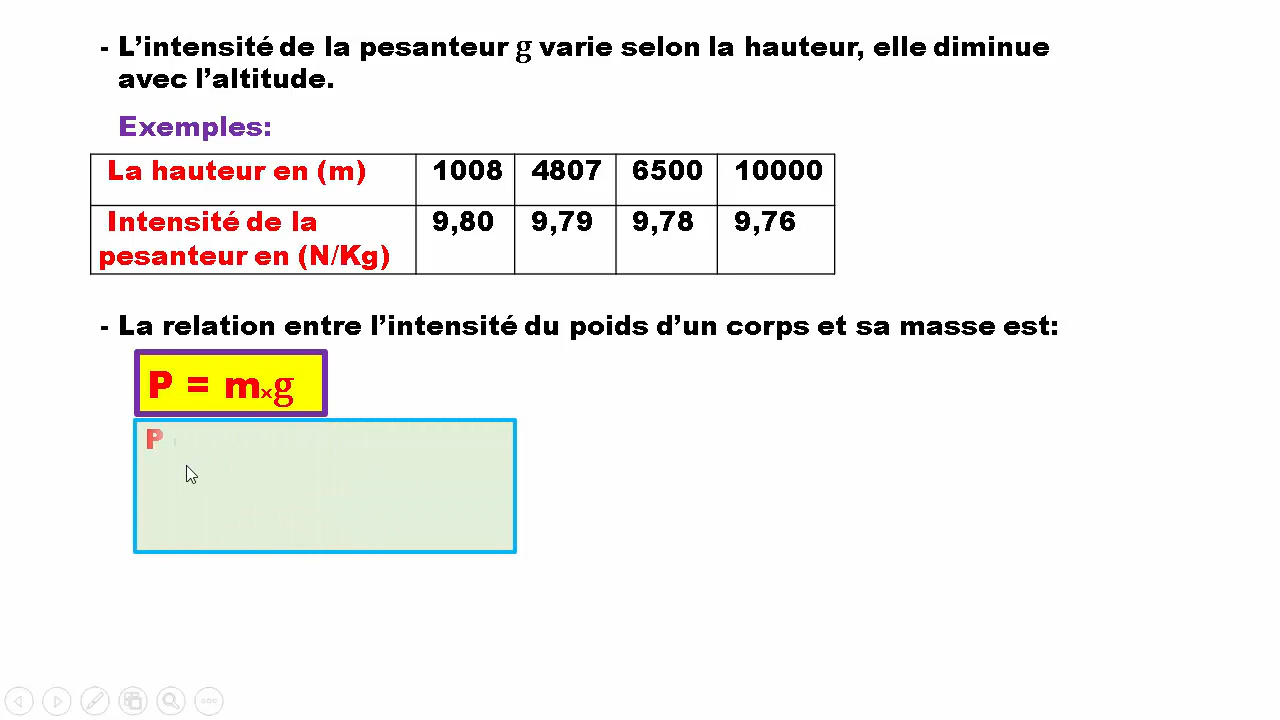 - L’intensité de la pesanteur g varie selon la hauteur, elle diminue
avec l’altitude.
Exemples:
La hauteur en (m) 1008 4807 6500 10000
Intensité de la 9,80 9,79 9,78 9,76
pesanteur en (N/Kg)
- La relation entre l’intensité du poids d’un corps et sa masse est:
P = m×g
P